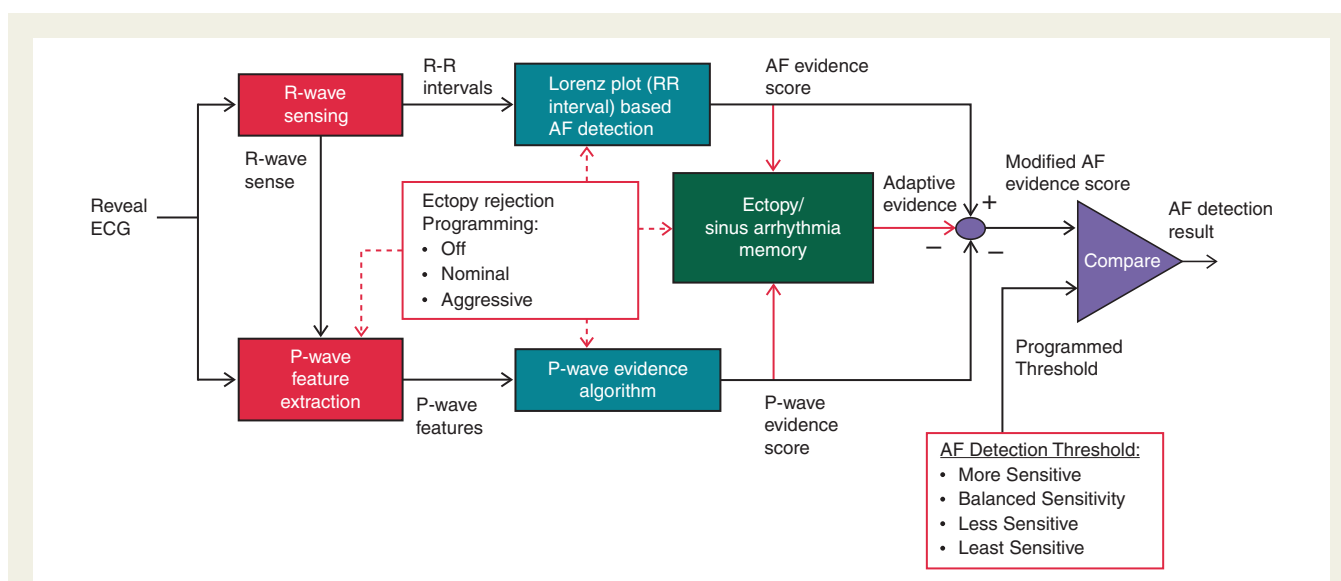 Reveal
ECG
R-wave
sensing
R-R
intervals
Lorenz plot (RR
interval) based
AF detection
AF evidence
score
R-wave
sense
Ectopy rejection
Programming:
• Off
• Nominal
• Aggressive
Ectopy/
sinus arrhythmia
memory
Adaptive
evidence
+
−
−
Modified AF
evidence score
Compare
AF detection
result
P-wave
feature
extraction
P-wave
features
P-wave evidence
algorithm
P-wave
evidence
score
Programmed
Threshold
AF Detection Threshold:
• More Sensitive
• Balanced Sensitivity
• Less Sensitive
• Least Sensitive